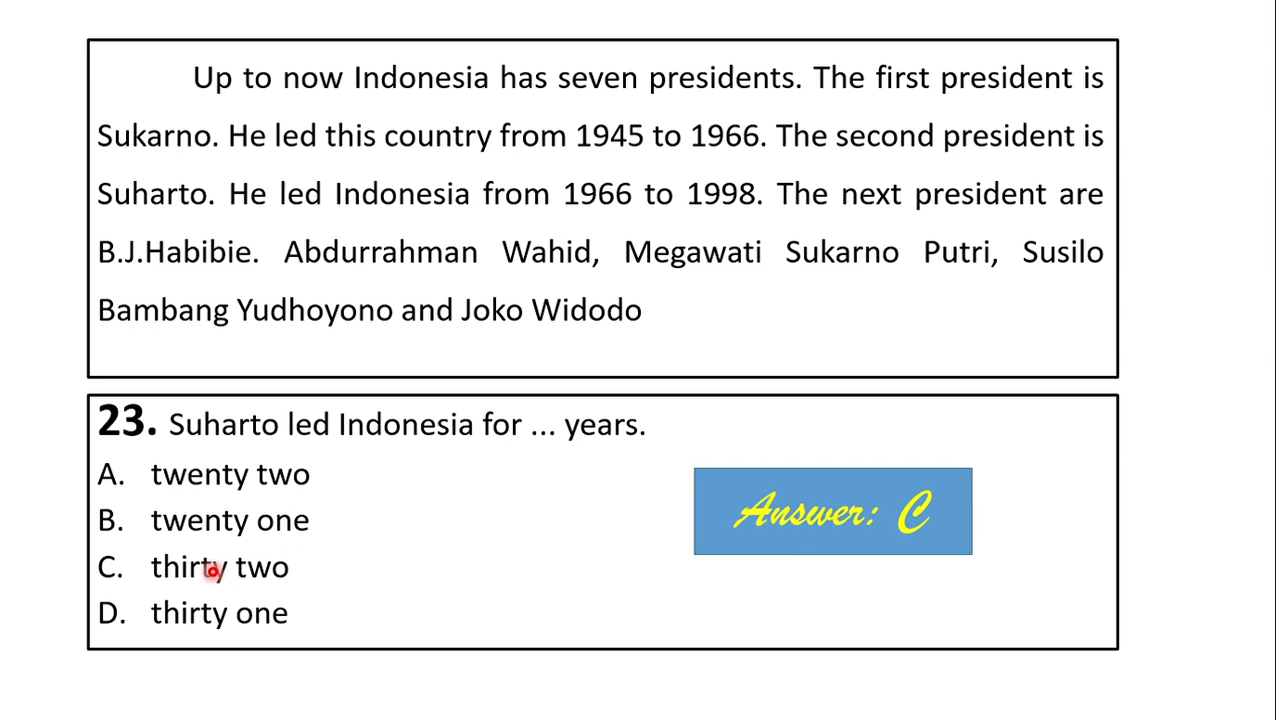 Up to now Indonesia has seven presidents. The first president is
Sukarno. He led this country from 1945 to 1966. The second president is
Suharto. He led Indonesia from 1966 to 1998. The next president are
B.J.Habibie. Abdurrahman Wahid, Megawati Sukarno Putri, Susilo
Bambang Yudhoyono and Joko Widodo
23. Suharto led Indonesia for ... years.
A. twenty two
B. twenty one
C. thirty two
D. thirty one
Answer: C